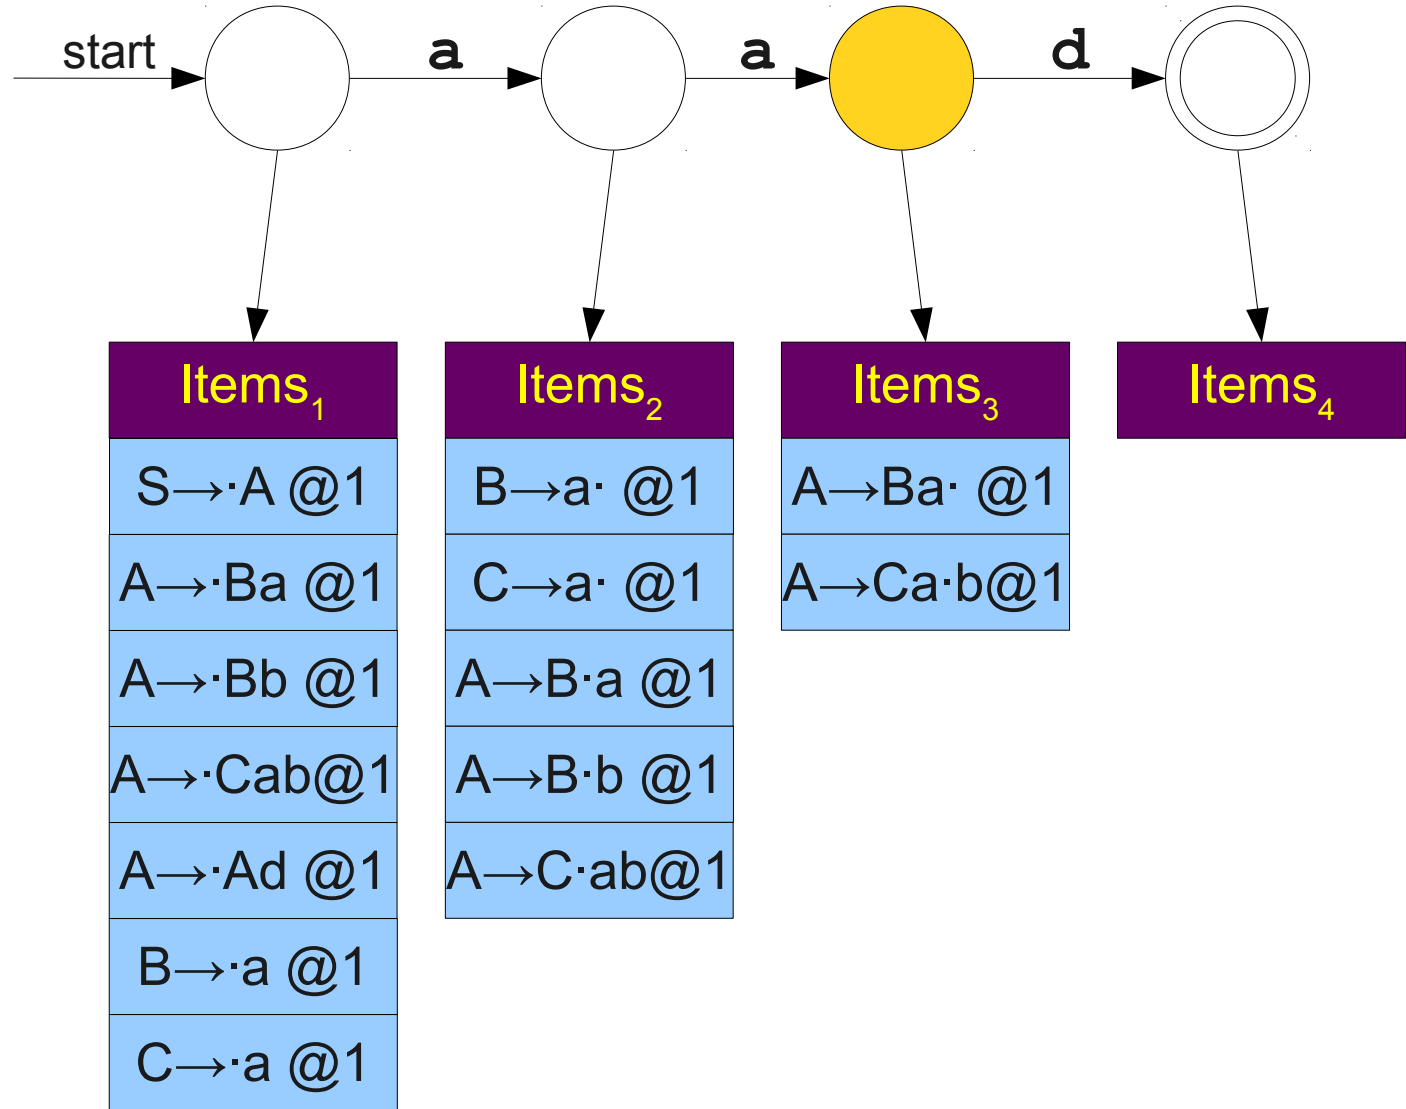 start a a d
Items1 Items2 Items3 Items4
S→·A @1 B→a· @1 A→Ba· @1
A→·Ba @1 C→a· @1 A→Ca·b@1
A→·Bb @1 A→B·a @1
A→·Cab@1 A→B·b @1
A→·Ad @1 A→C·ab@1
B→·a @1
C→·a @1